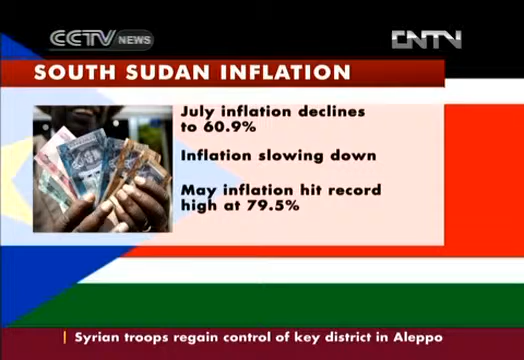 CCTV NEWS
CNTV
SOUTH SUDAN INFLATION
July inflation declines
to 60.9%
Inflation slowing down
May inflation hit record
high at 79.5%
Syrian troops regain control of key district in Aleppo